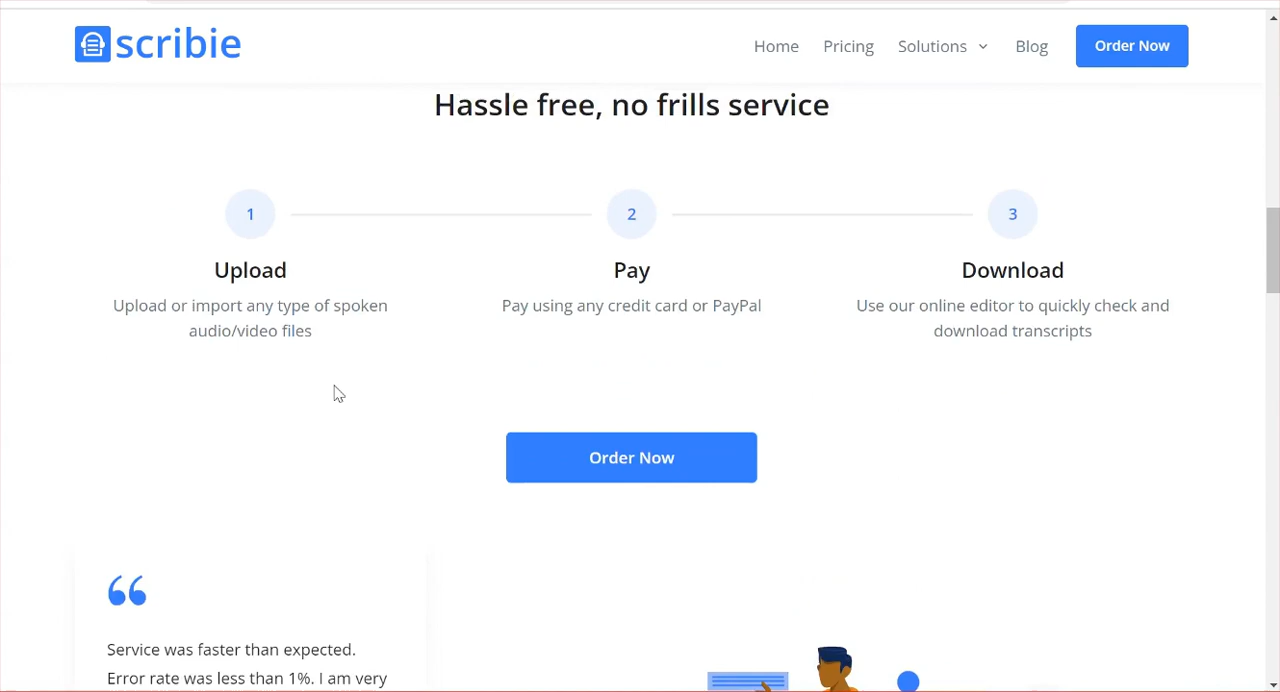 scribie
Home Pricing Solutions Blog Order Now
Hassle free, no frills service
1 2 3
Upload Pay Download
Upload or import any type of spoken
audio/video files
Pay using any credit card or PayPal
Use our online editor to quickly check and
download transcripts
Order Now
Service was faster than expected.
Error rate was less than 1%. I am very